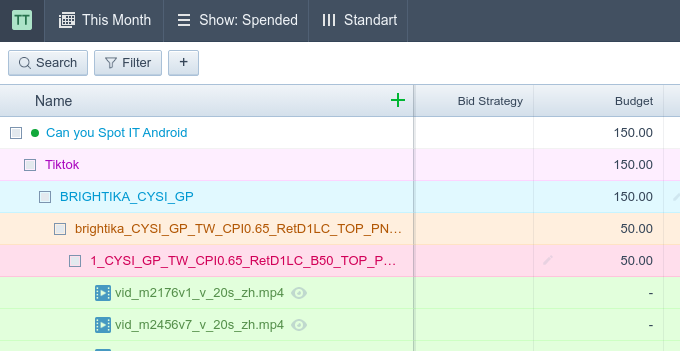 TT This Month Show: Spended Standart
Search Filter +
Name + Bid Strategy Budget
Can you Spot IT Android 150.00
Tiktok 150.00
BRIGHTIKA_CYSI_GP 150.00
brightika_CYSI_GP_TW_CPI0.65_RetD1LC_TOP_PN... 50.00
1_CYSI_GP_TW_CPI0.65_RetD1LC_B50_TOP_P... 50.00
vid_m2176v1_v_20s_zh.mp4 -
vid_m2456v7_v_20s_zh.mp4 -